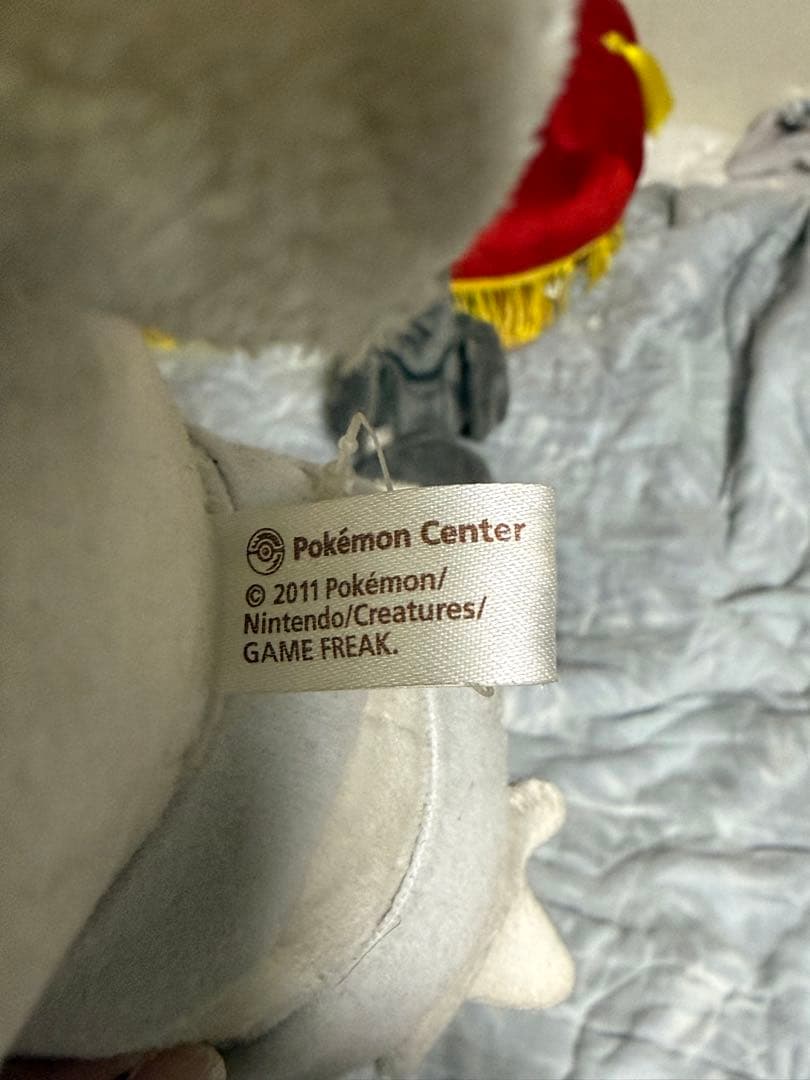 Pokémon Center
© 2011 Pokémon/
Nintendo/Creatures/
GAME FREAK.